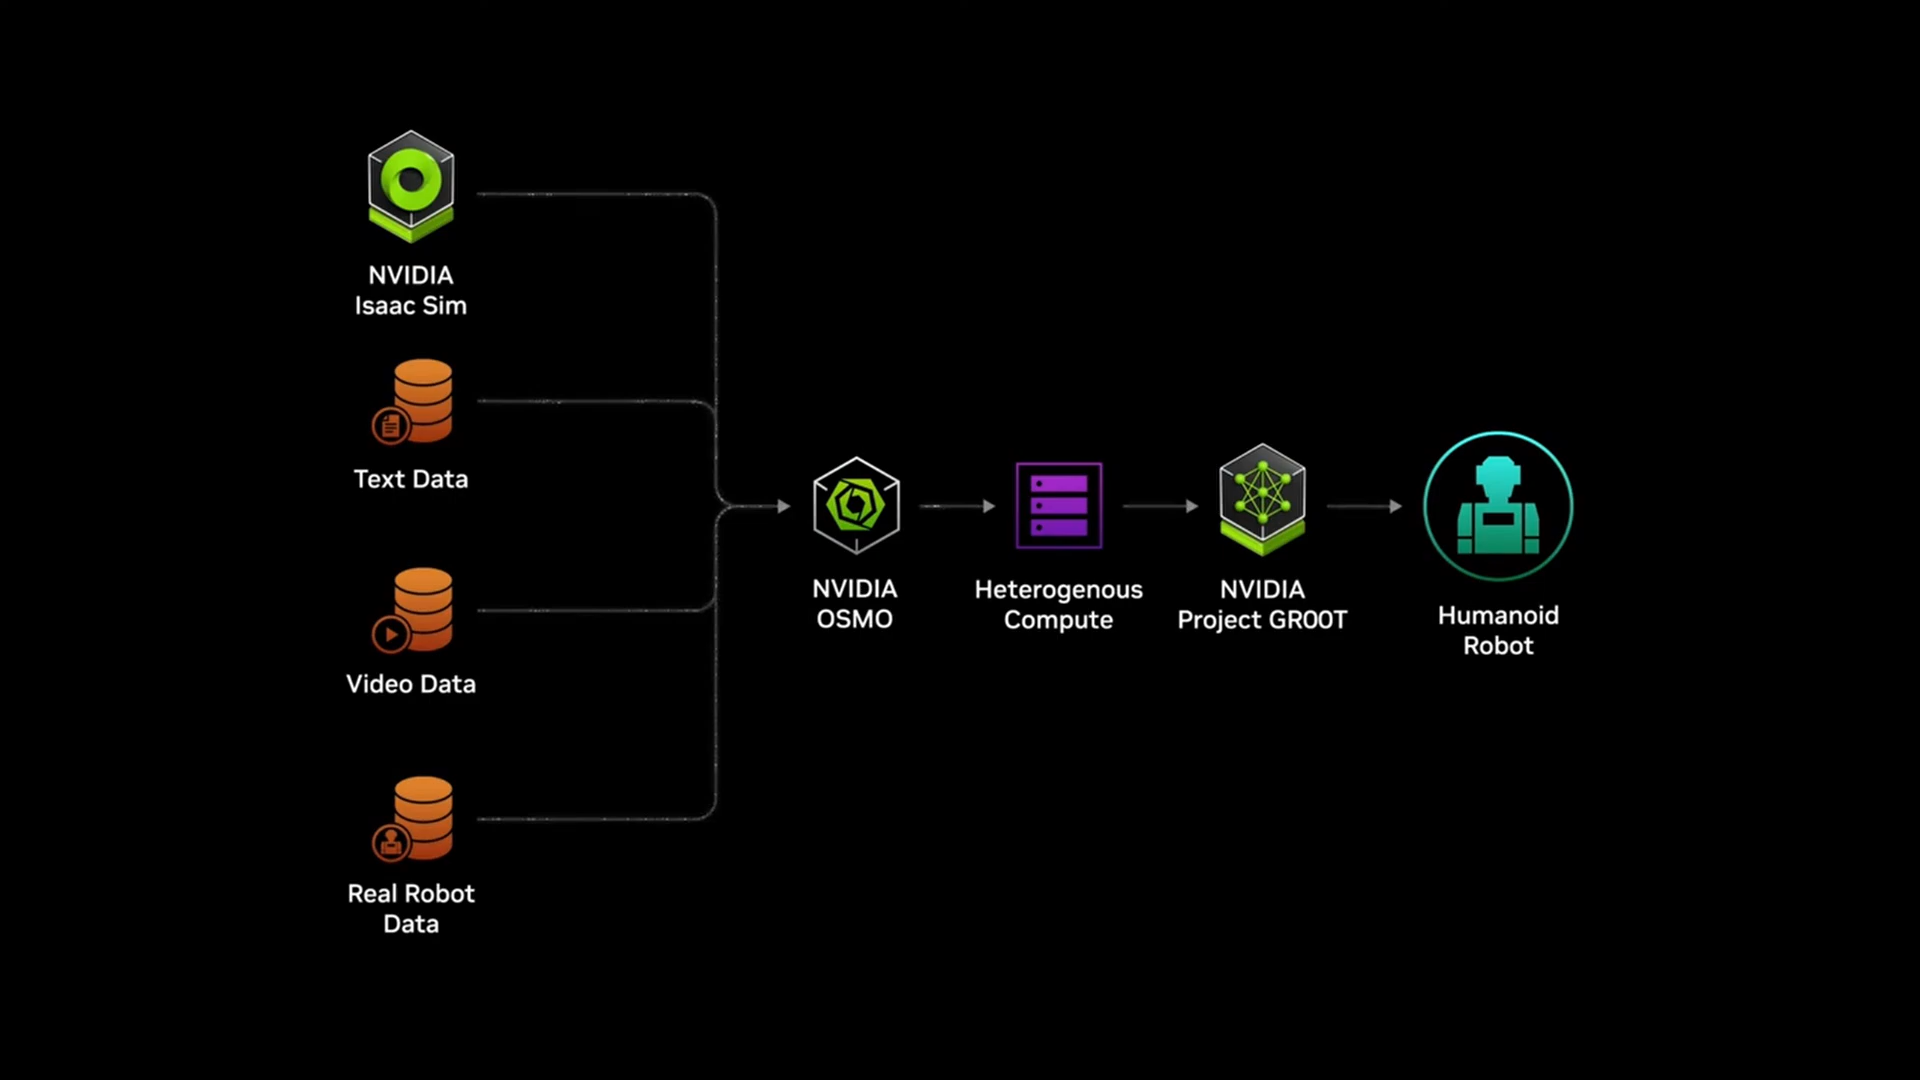 NVIDIA
Isaac Sim
Text Data
Video Data
Real Robot
Data
NVIDIA
OSMO
Heterogenous
Compute
NVIDIA
Project GR00T
Humanoid
Robot